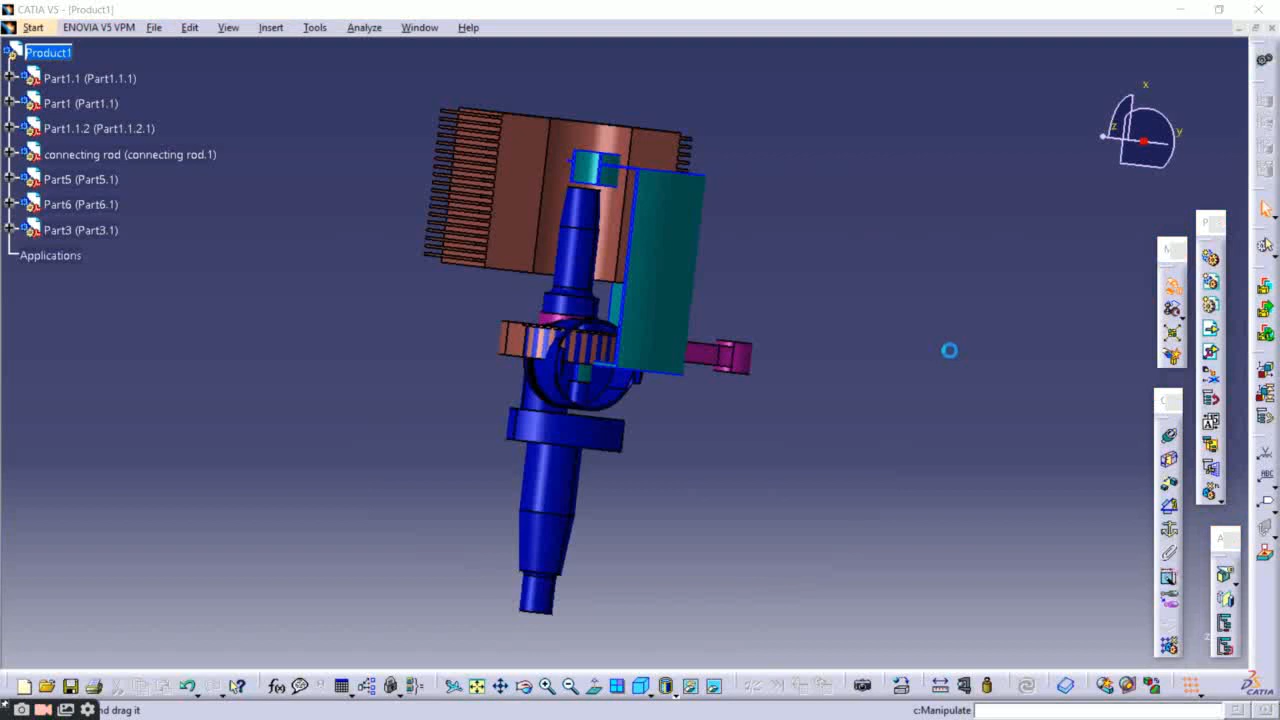 CATIA V5 - [Product1]
Start ENOVIA V5 VPM File Edit View Insert Tools Analyze Window Help
Product1
Part1.1 (Part1.1.1)
Part1 (Part1.1)
Part1.1.2 (Part1.1.2.1)
connecting rod (connecting rod.1)
Part5 (Part5.1)
Part6 (Part6.1)
Part3 (Part3.1)
Applications
x
z
y
P
M
C
A
f(x)
CATIA
nd drag it
c:Manipulate